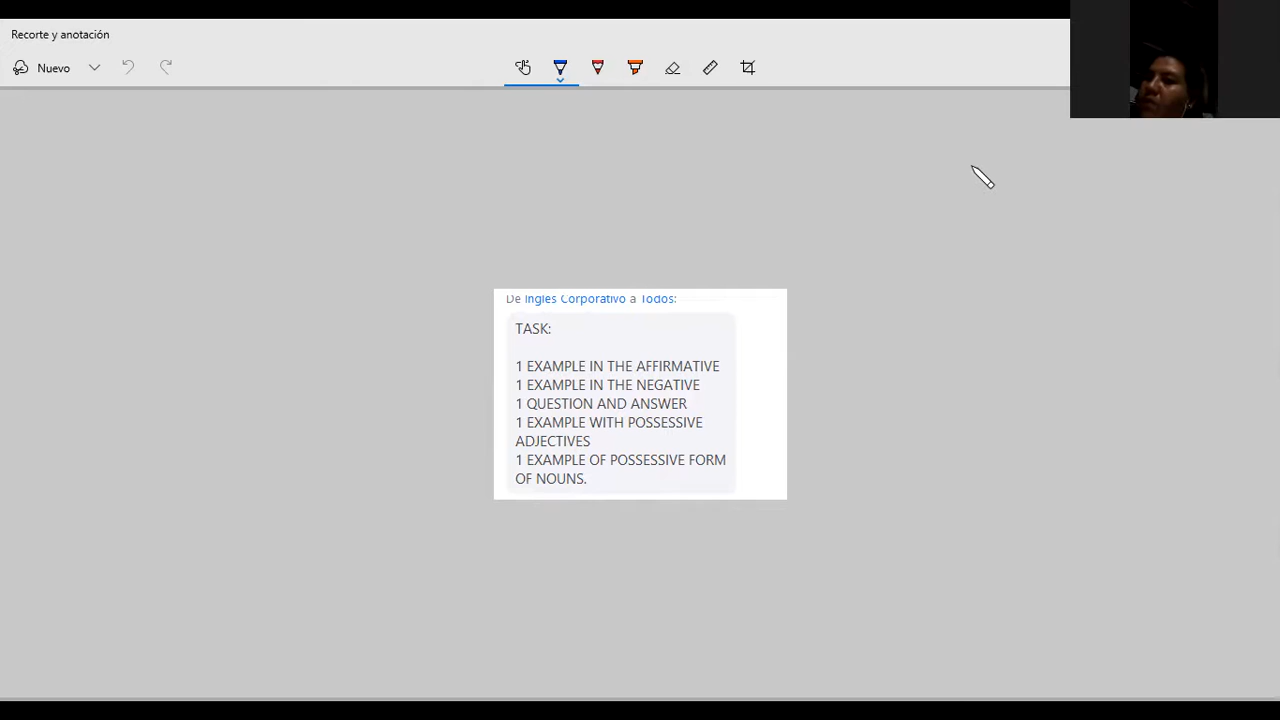 Recorte y anotación
Nuevo
De Ingles Corporativo a Todos:
TASK:
1 EXAMPLE IN THE AFFIRMATIVE
1 EXAMPLE IN THE NEGATIVE
1 QUESTION AND ANSWER
1 EXAMPLE WITH POSSESSIVE
ADJECTIVES
1 EXAMPLE OF POSSESSIVE FORM
OF NOUNS.